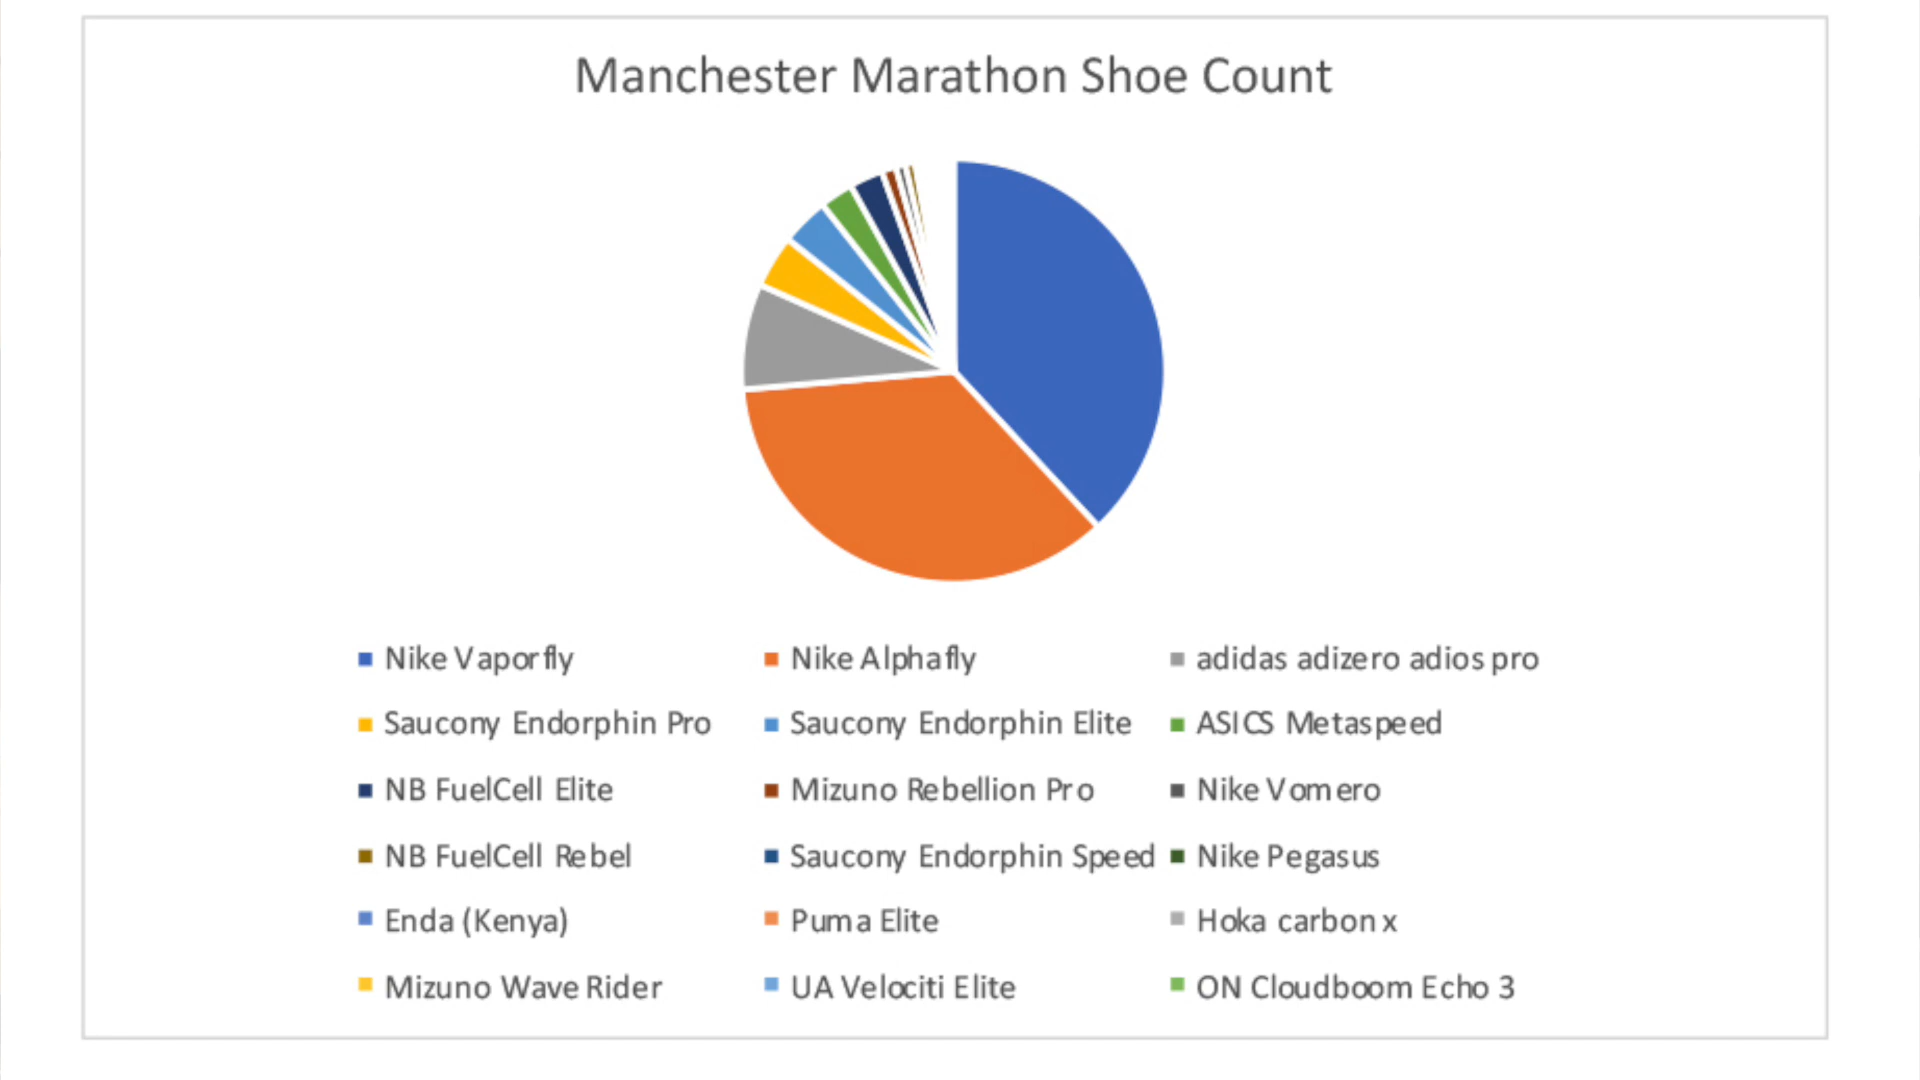 Manchester Marathon Shoe Count
Nike Vaporfly
Nike Alphafly
adidas adizero adios pro
Saucony Endorphin Pro
Saucony Endorphin Elite
ASICS Metaspeed
NB FuelCell Elite
Mizuno Rebellion Pro
Nike Vomero
NB FuelCell Rebel
Saucony Endorphin Speed
Nike Pegasus
Enda (Kenya)
Puma Elite
Hoka carbon x
Mizuno Wave Rider
UA Velociti Elite
ON Cloudboom Echo 3